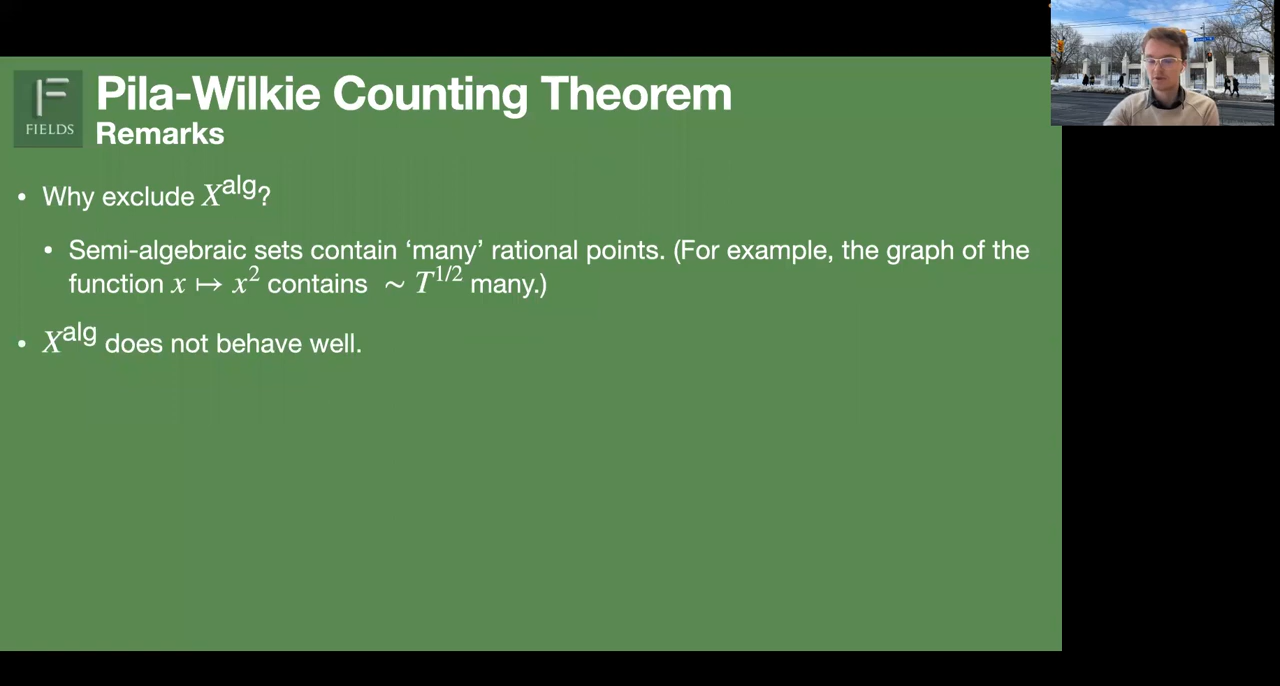 FIELDS
Pila-Wilkie Counting Theorem
Remarks
• Why exclude X^alg?
• Semi-algebraic sets contain ‘many’ rational points. (For example, the graph of the
function x ↦ x² contains ~ T^1/2 many.)
• X^alg does not behave well.